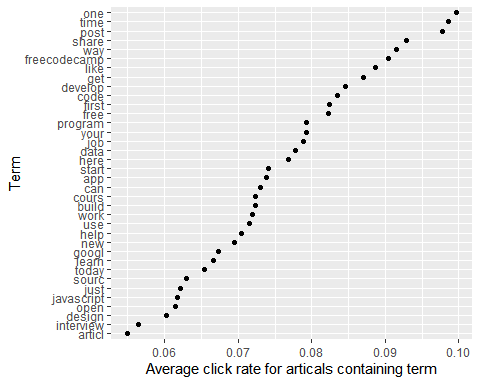 one
time
post
share
way
freecodecamp
like
get
develop
code
first
free
program
your
job
data
here
start
app
can
cours
build
work
use
help
new
googl
learn
today
sourc
just
javascript
open
design
interview
articl
Term
0.06 0.07 0.08 0.09 0.10
Average click rate for articals containing term